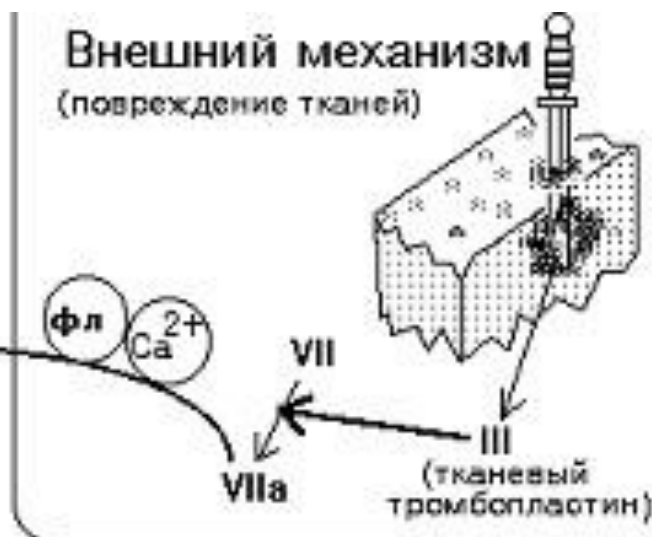 Внешний механизм
(повреждение тканей)
фл
Ca2+
VII
III
(тканевый
тромбопластин)
VIIa